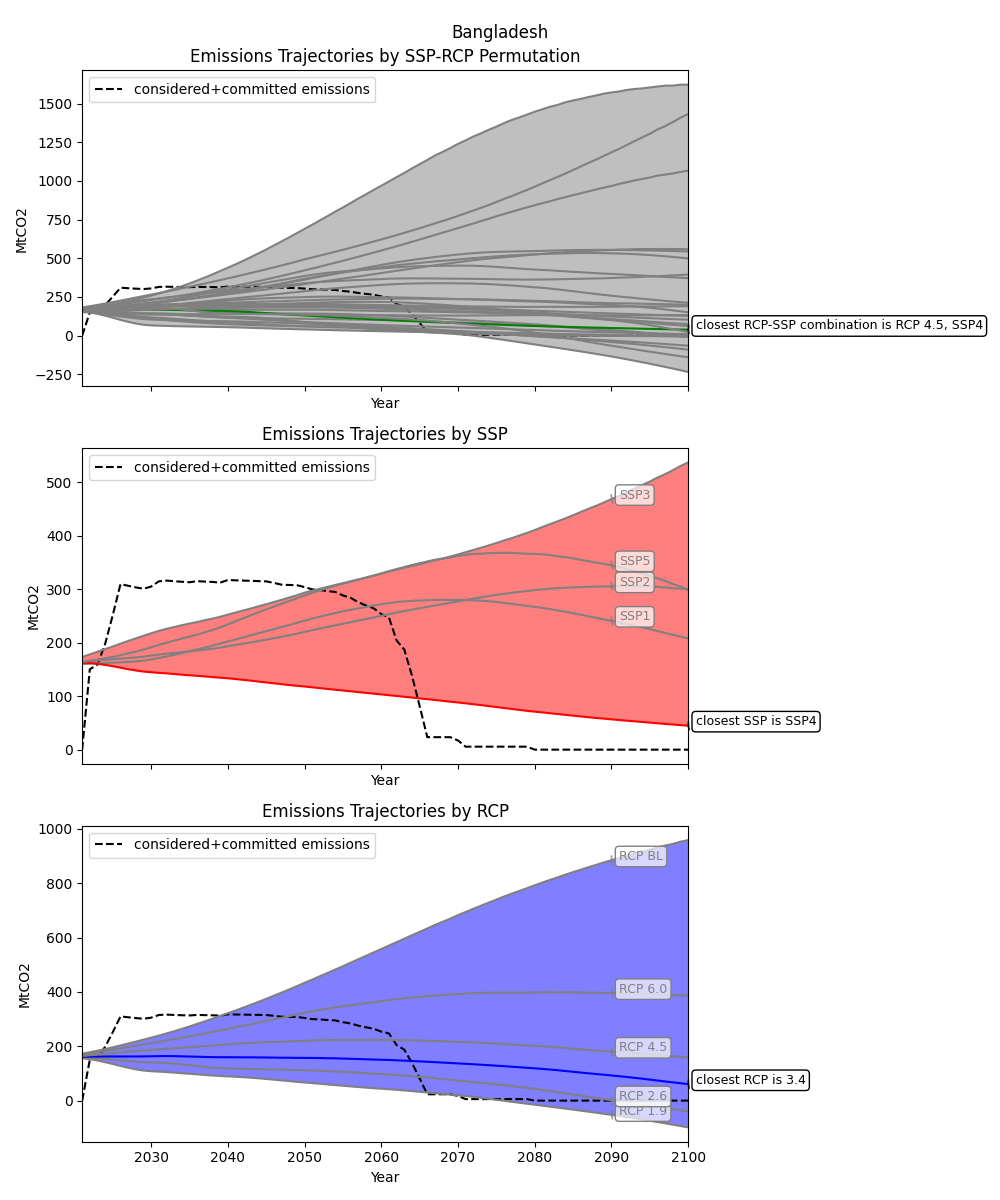 Bangladesh
Emissions Trajectories by SSP-RCP Permutation
considered+committed emissions
1500
1250
1000
750
500
250
0
−250
MtCO2
closest RCP-SSP combination is RCP 4.5, SSP4
Year
Emissions Trajectories by SSP
considered+committed emissions
500
400
300
200
100
0
MtCO2
SSP3
SSP5
SSP2
SSP1
closest SSP is SSP4
Year
Emissions Trajectories by RCP
considered+committed emissions
1000
800
600
400
200
0
MtCO2
RCP BL
RCP 6.0
RCP 4.5
closest RCP is 3.4
RCP 2.6
RCP 1.9
2030 2040 2050 2060 2070 2080 2090 2100
Year